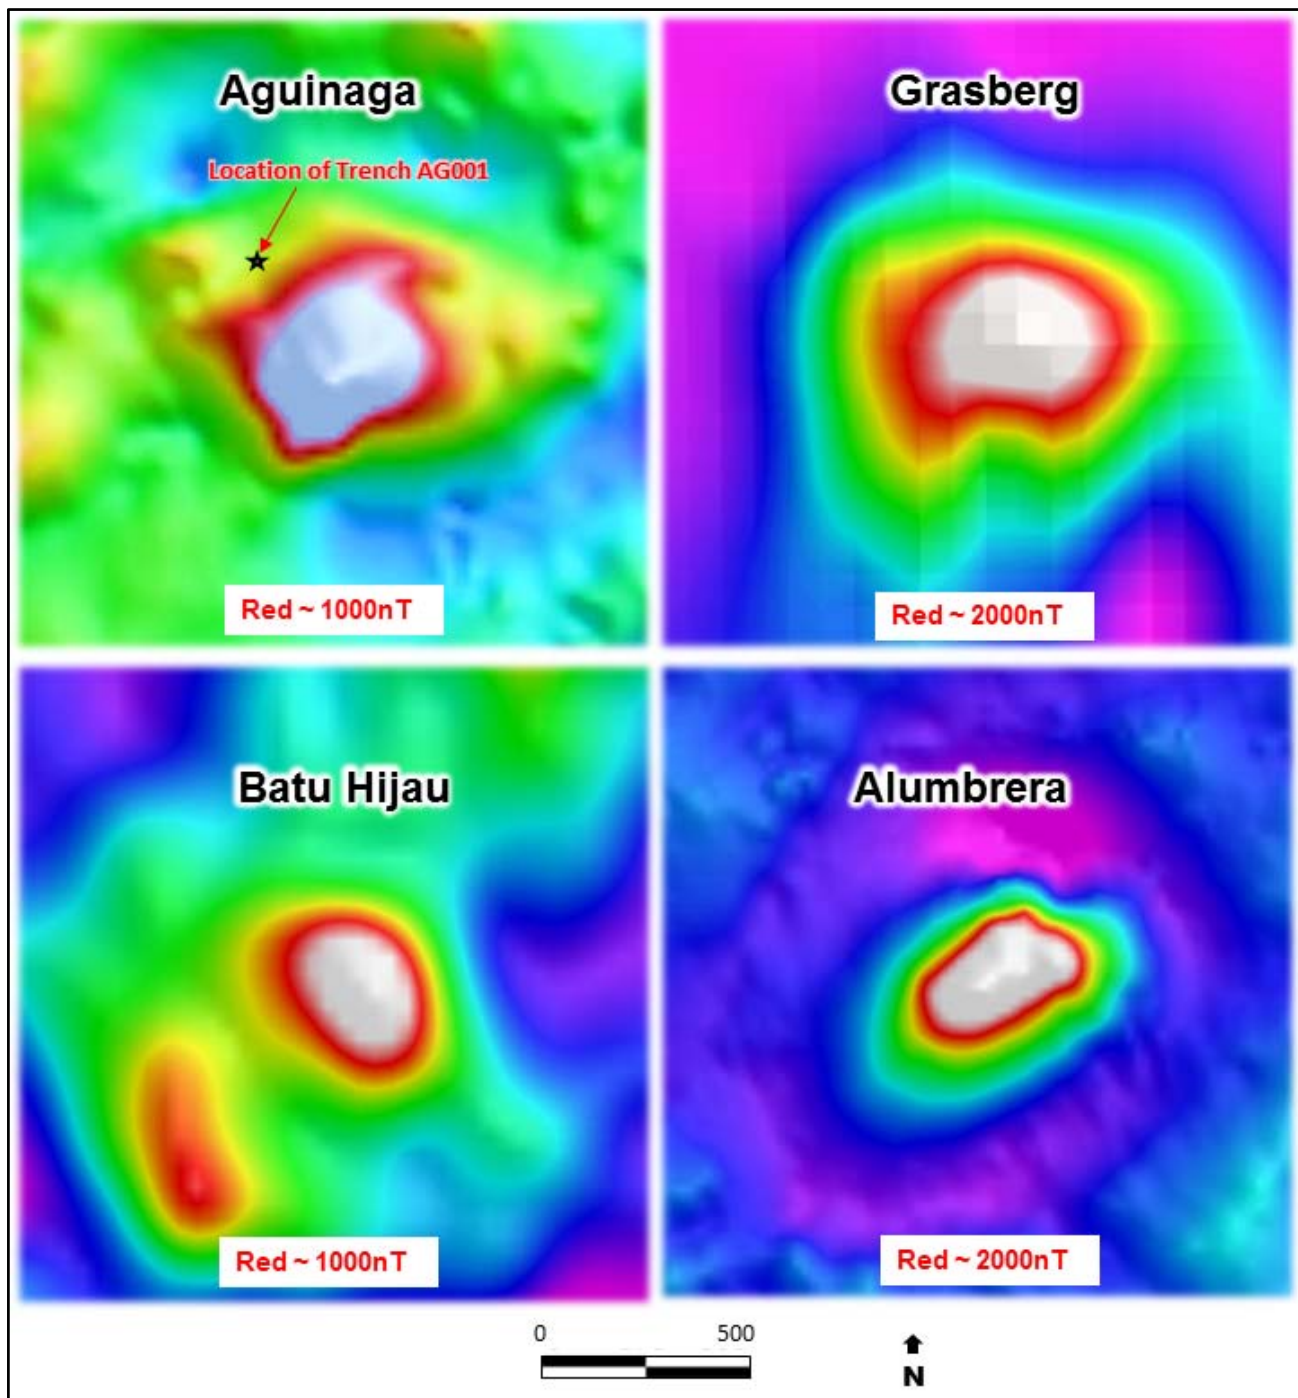 Aguinaga
Location of Trench AG001
Red ~ 1000nT
Grasberg
Red ~ 2000nT
Batu Hijau
Red ~ 1000nT
Alumbrera
Red ~ 2000nT
0 500
N